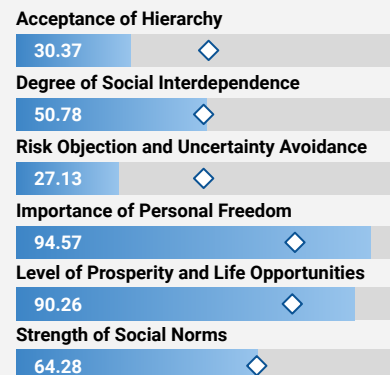 Acceptance of Hierarchy
30.37
Degree of Social Interdependence
50.78
Risk Objection and Uncertainty Avoidance
27.13
Importance of Personal Freedom
94.57
Level of Prosperity and Life Opportunities
90.26
Strength of Social Norms
64.28